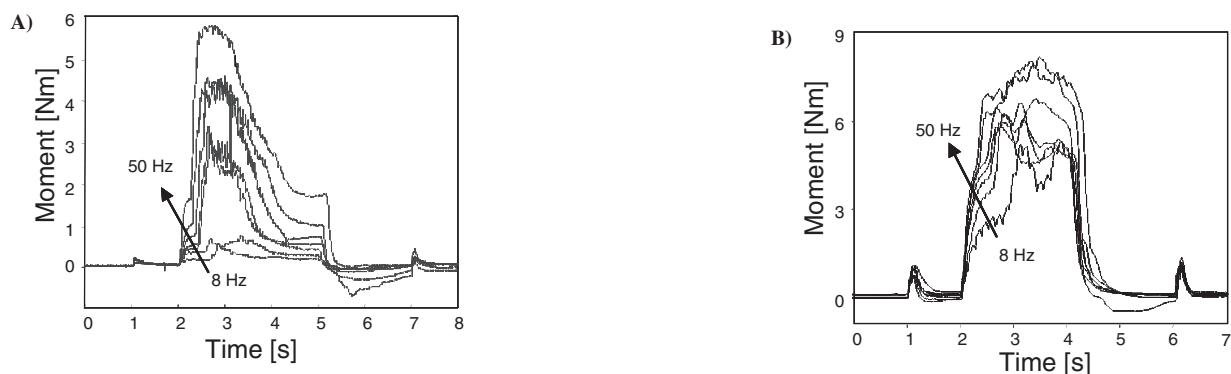 A)
Moment [Nm]
6
5
4
3
2
1
0
50 Hz
8 Hz
0 1 2 3 4 5 6 7 8
Time [s]
B)
Moment [Nm]
9
6
3
0
50 Hz
8 Hz
0 1 2 3 4 5 6 7
Time [s]